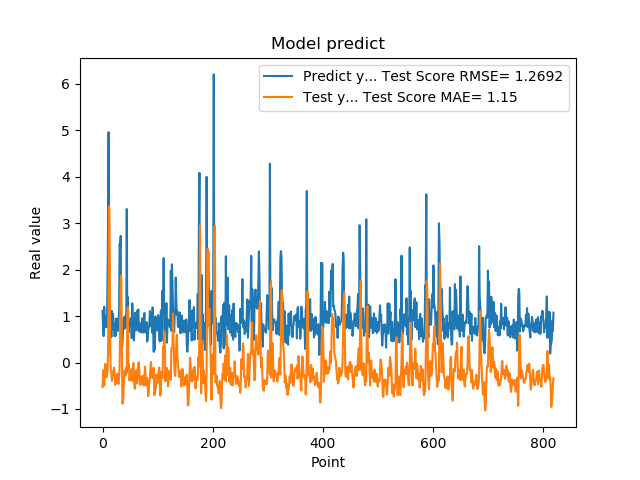 Model predict
Predict y... Test Score RMSE= 1.2692
Test y... Test Score MAE= 1.15
6
5
4
3
2
1
0
−1
Real value
0 200 400 600 800
Point